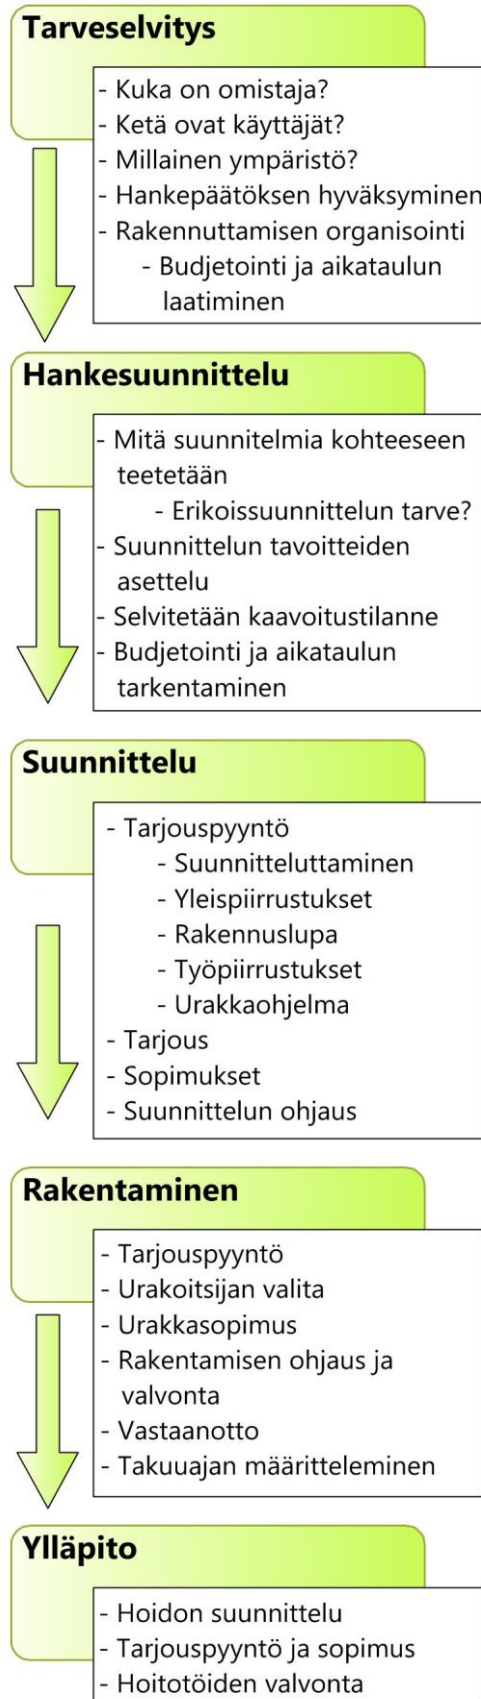 Tarveselvitys
- Kuka on omistaja?
- Ketä ovat käyttäjät?
- Millainen ympäristö?
- Hankepäätöksen hyväksyminen
- Rakennuttamisen organisointi
- Budjetointi ja aikataulun
laatiminen
Hankesuunnittelu
- Mitä suunnitelmia kohteeseen
teetetään
- Erikoissuunnittelun tarve?
- Suunnittelun tavoitteiden
asettelu
- Selvitetään kaavoitustilanne
- Budjetointi ja aikataulun
tarkentaminen
Suunnittelu
- Tarjouspyyntö
- Suunnitteluttaminen
- Yleispiirrustukset
- Rakennuslupa
- Työpiirrustukset
- Urakkaohjelma
- Tarjous
- Sopimukset
- Suunnittelun ohjaus
Rakentaminen
- Tarjouspyyntö
- Urakoitsijan valita
- Urakkasopimus
- Rakentamisen ohjaus ja
valvonta
- Vastaanotto
- Takuuajan määritteleminen
Ylläpito
- Hoidon suunnittelu
- Tarjouspyyntö ja sopimus
- Hoitotöiden valvonta